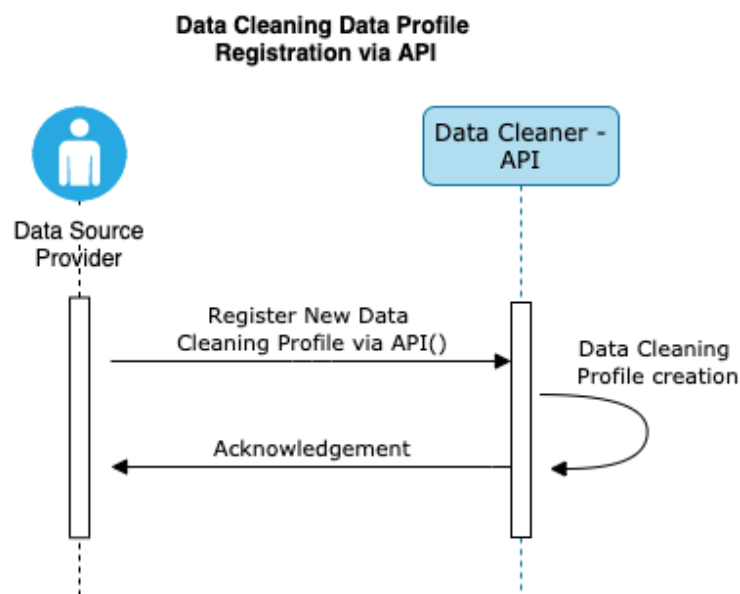 Data Cleaning Data Profile
Registration via API
Data Cleaner -
API
Data Source
Provider
Register New Data
Cleaning Profile via API()
Data Cleaning
Profile creation
Acknowledgement